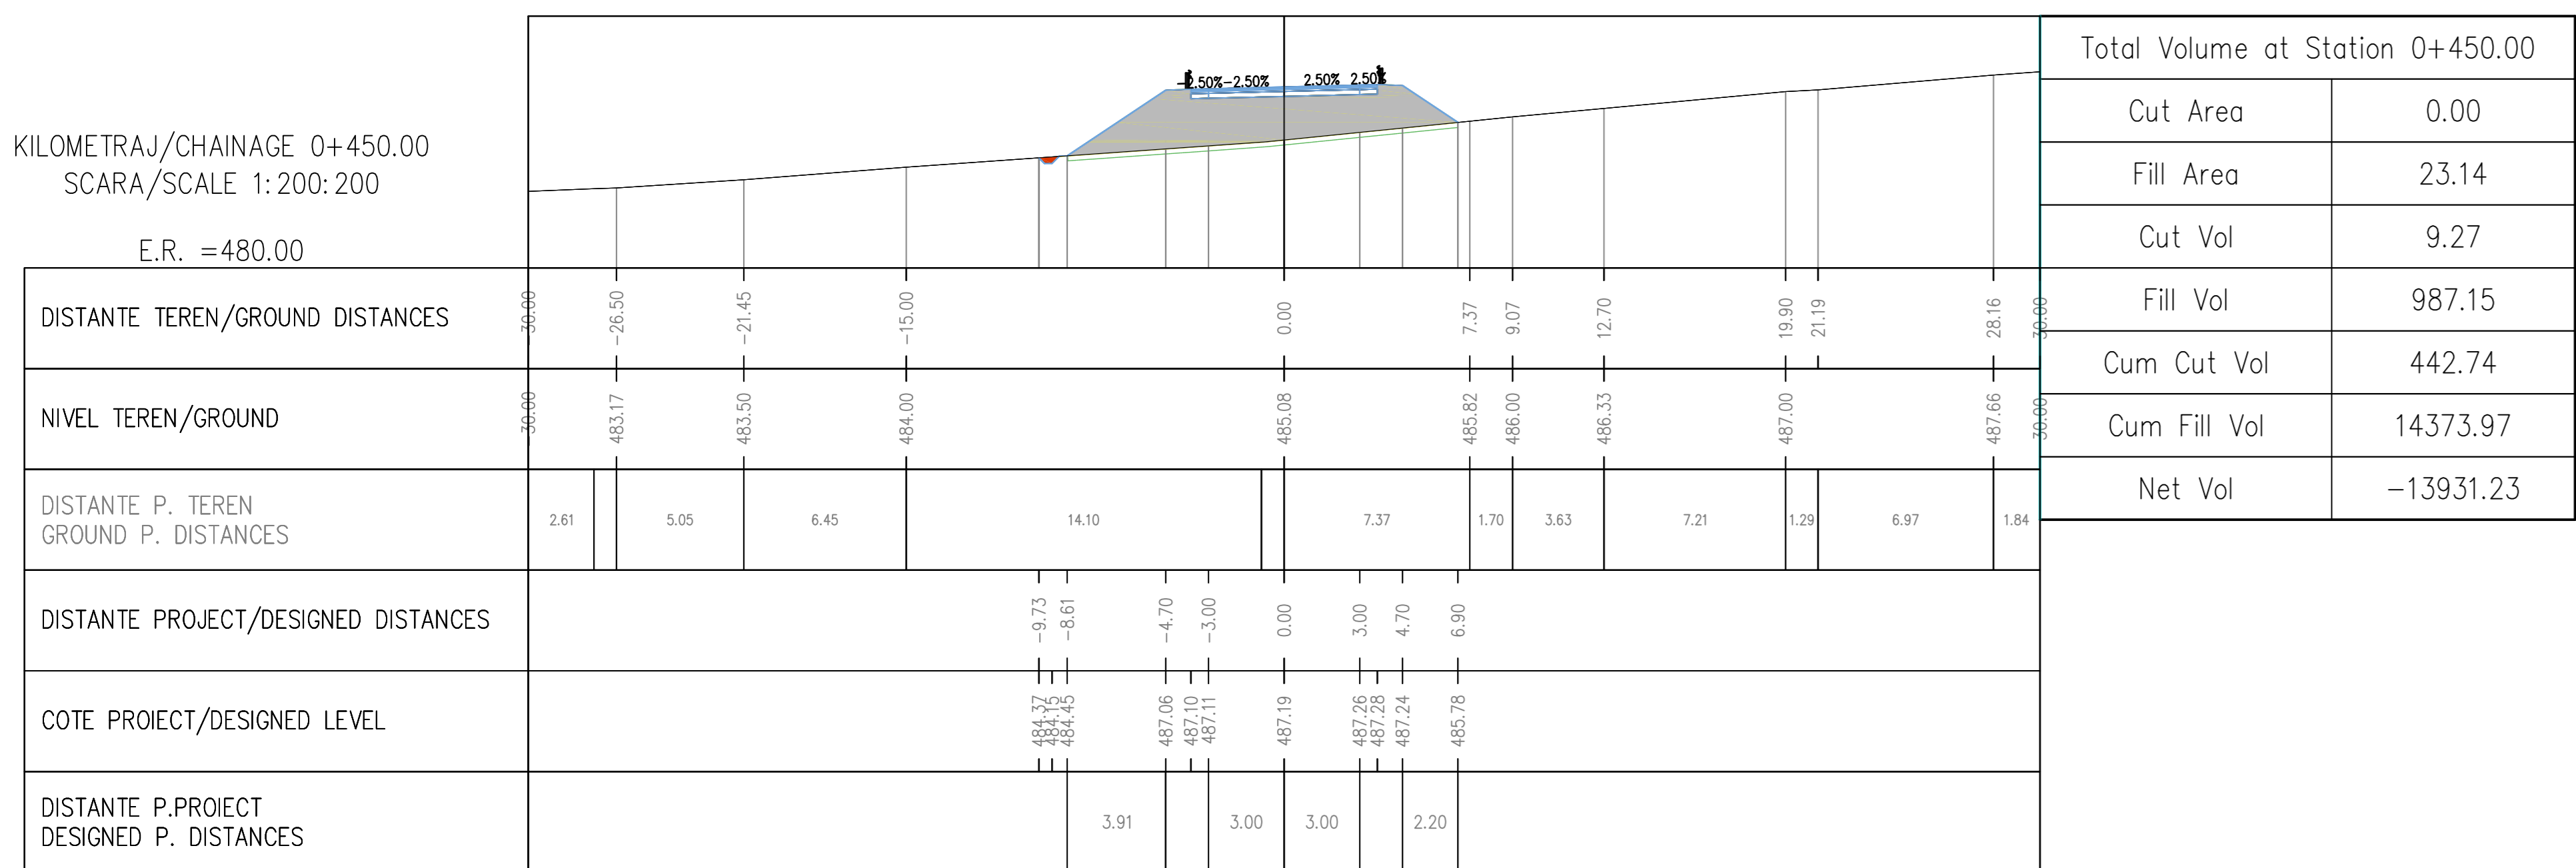 KILOMETRAJ/CHAINAGE 0+450.00
SCARA/SCALE 1:200:200
E.R. =480.00
-2.50% -2.50% 2.50% 2.50%
DISTANTE TEREN/GROUND DISTANCES
-30.00 -26.50 -21.45 -15.00 0.00 7.37 9.07 12.70 19.90 21.19 28.16 30.00
NIVEL TEREN/GROUND
30.00 483.17 483.50 484.00 485.08 485.82 486.00 486.33 487.00 487.66 30.00
DISTANTE P. TEREN
GROUND P. DISTANCES
2.61 5.05 6.45 14.10 7.37 1.70 3.63 7.21 1.29 6.97 1.84
DISTANTE PROJECT/DESIGNED DISTANCES
-9.73 -8.61 -4.70 -3.00 0.00 3.00 4.70 6.90
COTE PROIECT/DESIGNED LEVEL
484.37 484.15 484.45 487.06 487.10 487.11 487.19 487.26 487.28 487.24 485.78
DISTANTE P.PROIECT
DESIGNED P. DISTANCES
3.91 3.00 3.00 2.20
Total Volume at Station 0+450.00
Cut Area 0.00
Fill Area 23.14
Cut Vol 9.27
Fill Vol 987.15
Cum Cut Vol 442.74
Cum Fill Vol 14373.97
Net Vol -13931.23